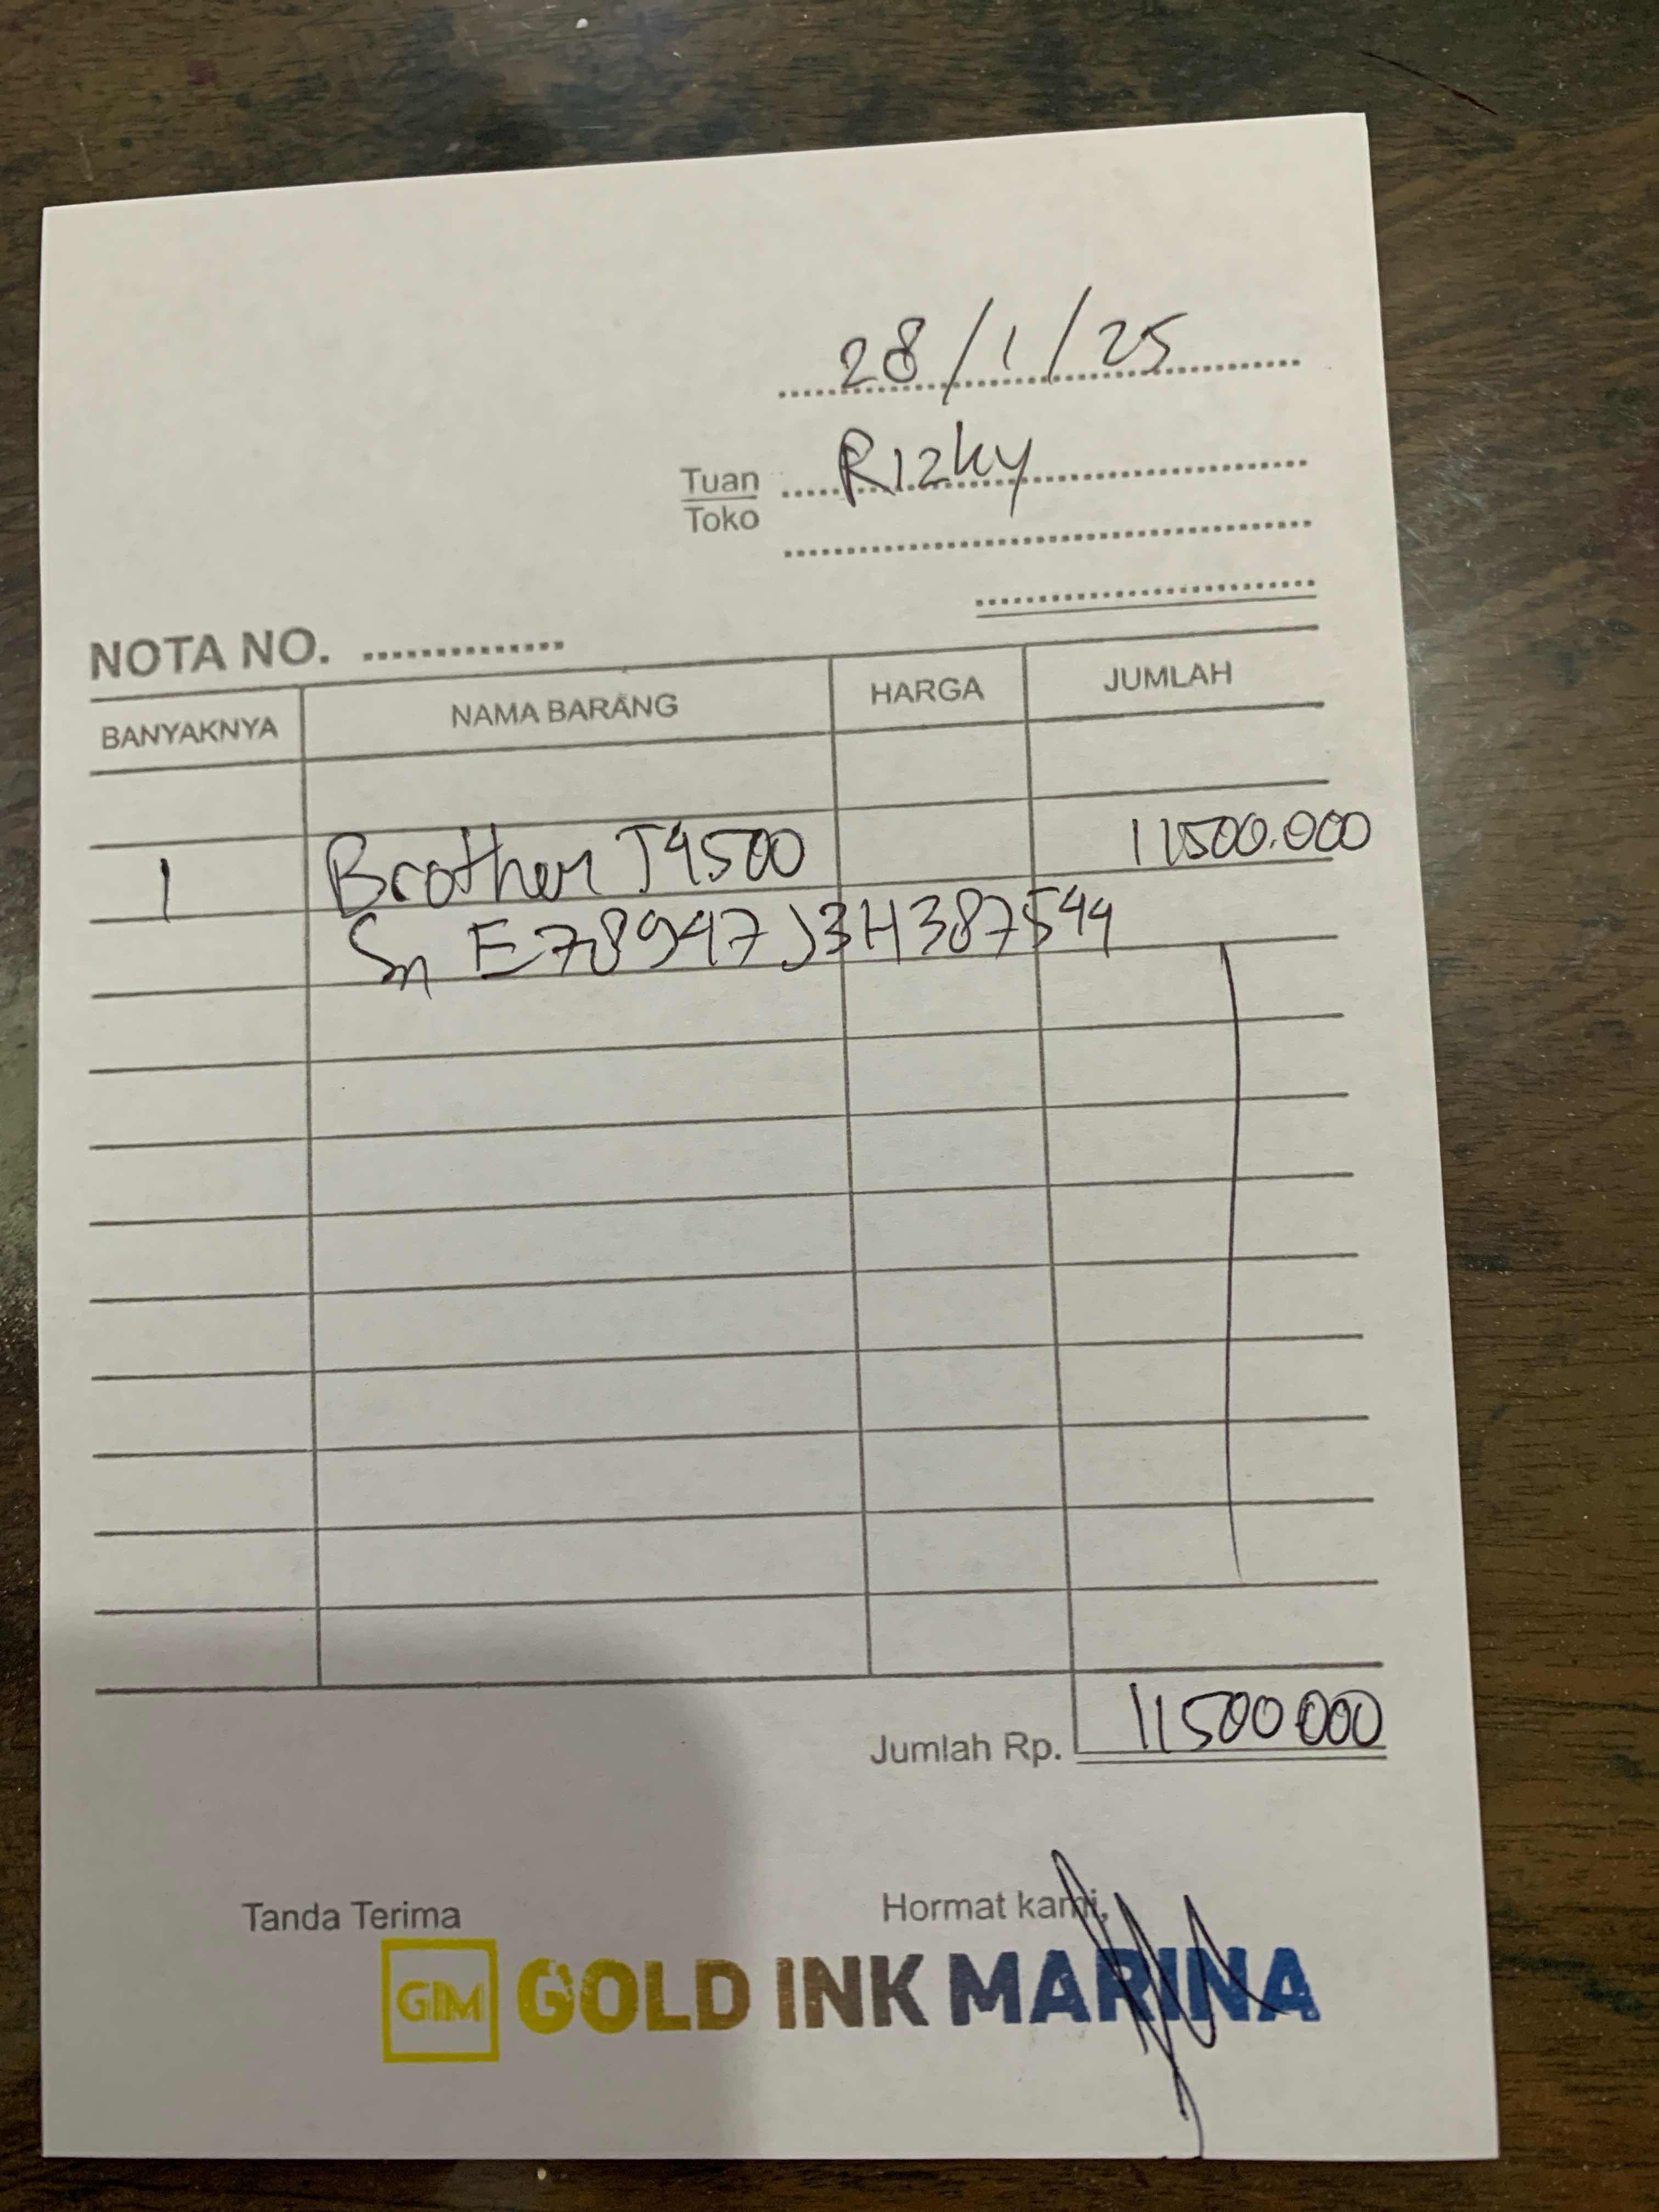 28/1/25
Tuan Rizky
Toko
NOTA NO.
BANYAKNYA NAMA BARANG HARGA JUMLAH
1 Brother J4500 11500.000
Sn E78947J3H387544
Jumlah Rp. 11500000
Tanda Terima Hormat kami,
GIM GOLD INK MARINA